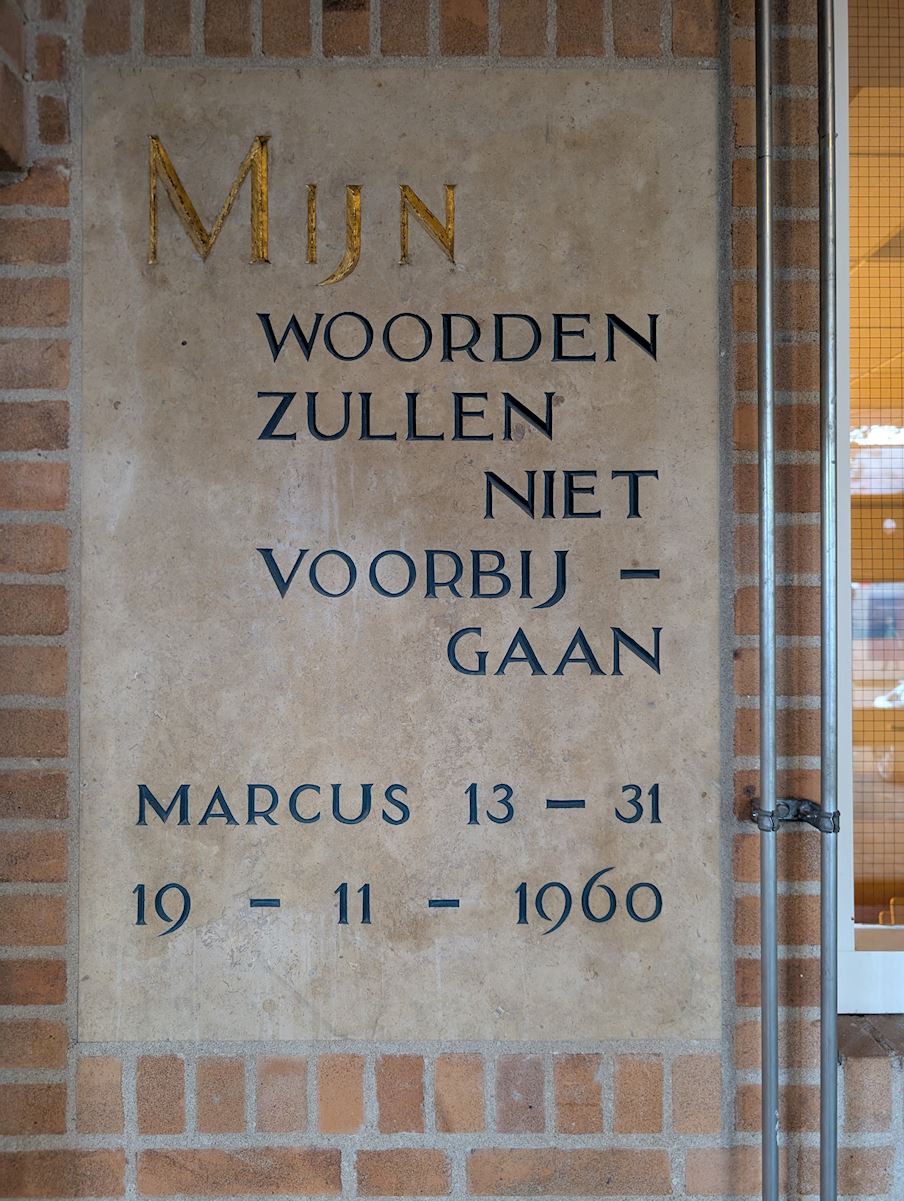 MIJN
WOORDEN
ZULLEN
NIET
VOORBIJ -
GAAN
MARCUS 13 - 31
19 - 11 - 1960